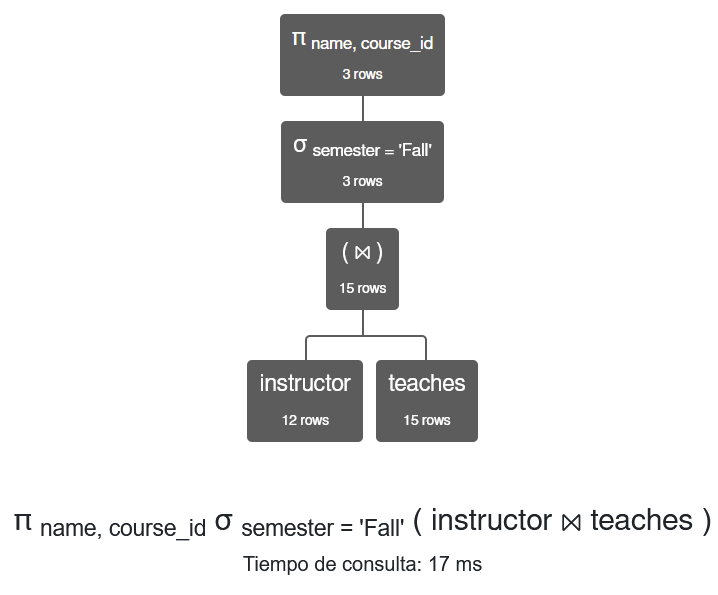 π name, course_id
3 rows
σ semester = 'Fall'
3 rows
( ⋈ )
15 rows
instructor
12 rows
teaches
15 rows
π name, course_id σ semester = 'Fall' ( instructor ⋈ teaches )
Tiempo de consulta: 17 ms